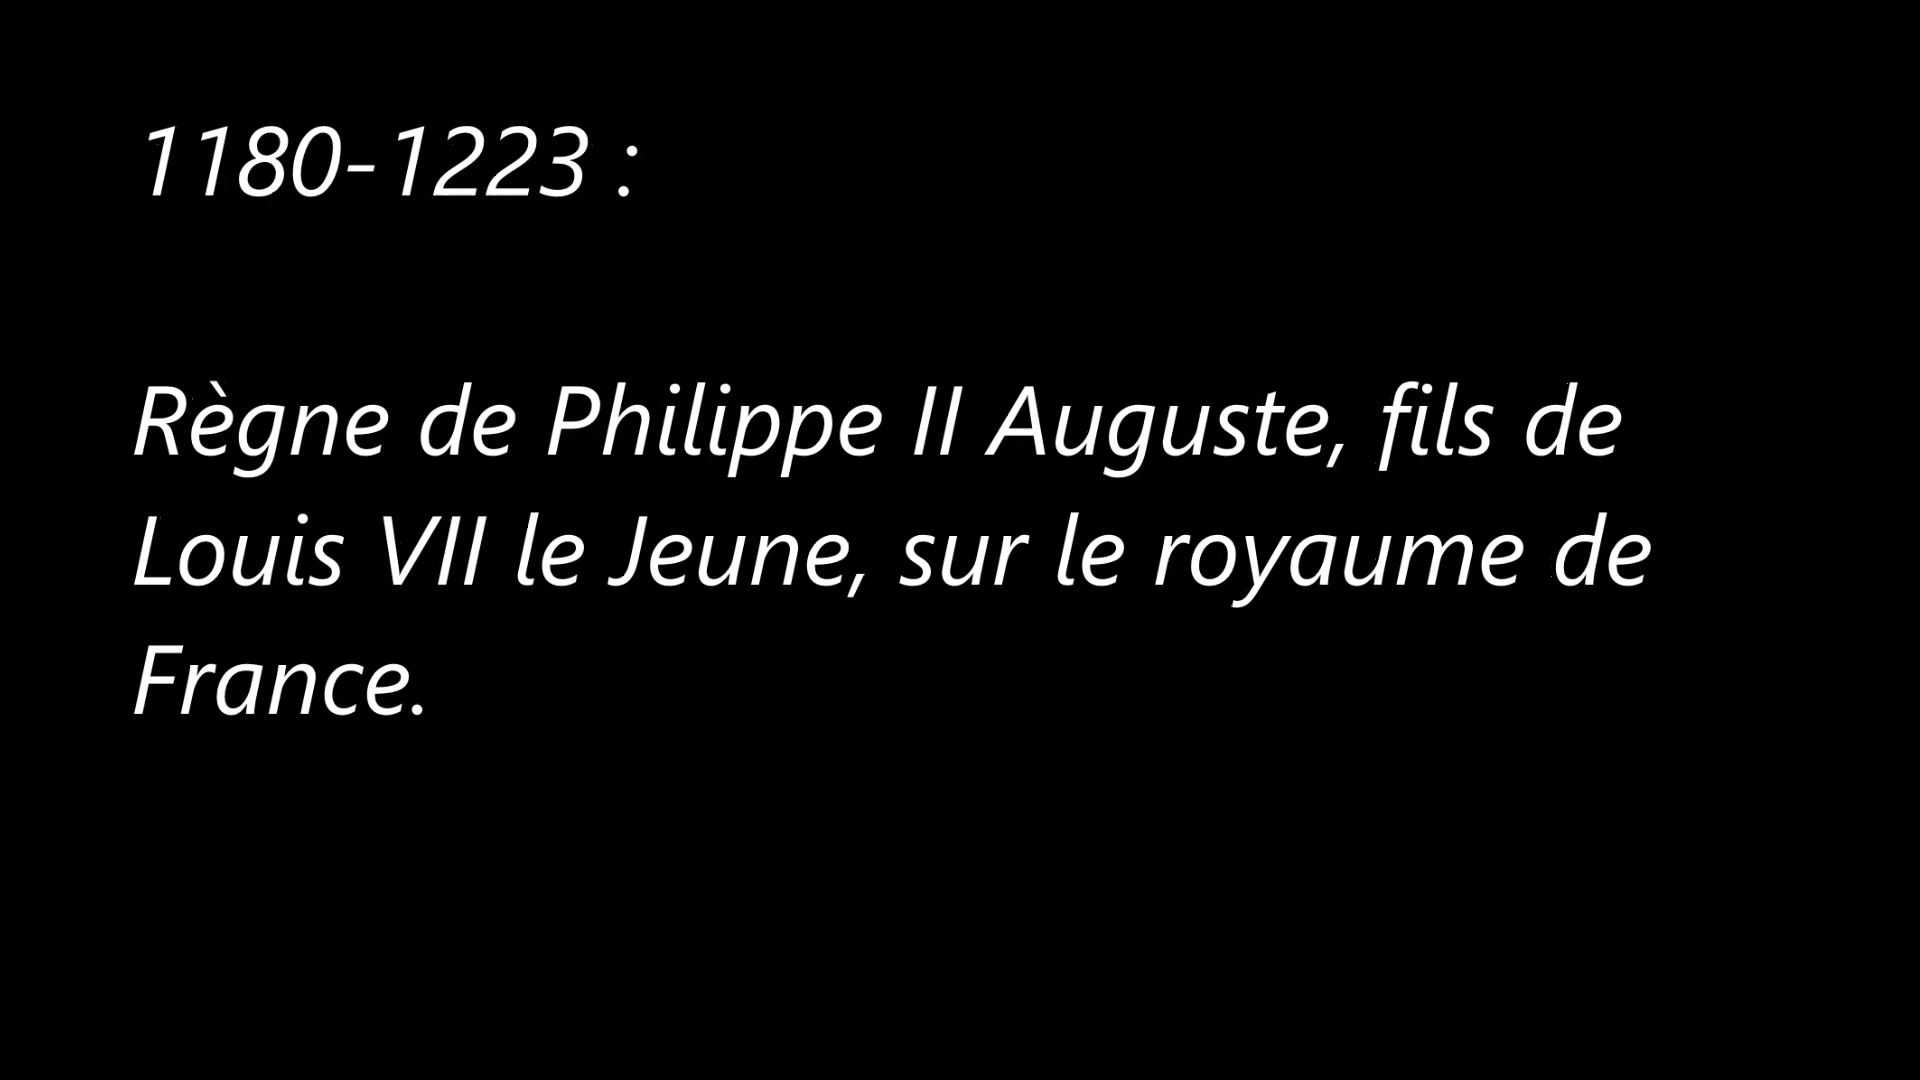 1180-1223 :
Règne de Philippe II Auguste, fils de
Louis VII le Jeune, sur le royaume de
France.